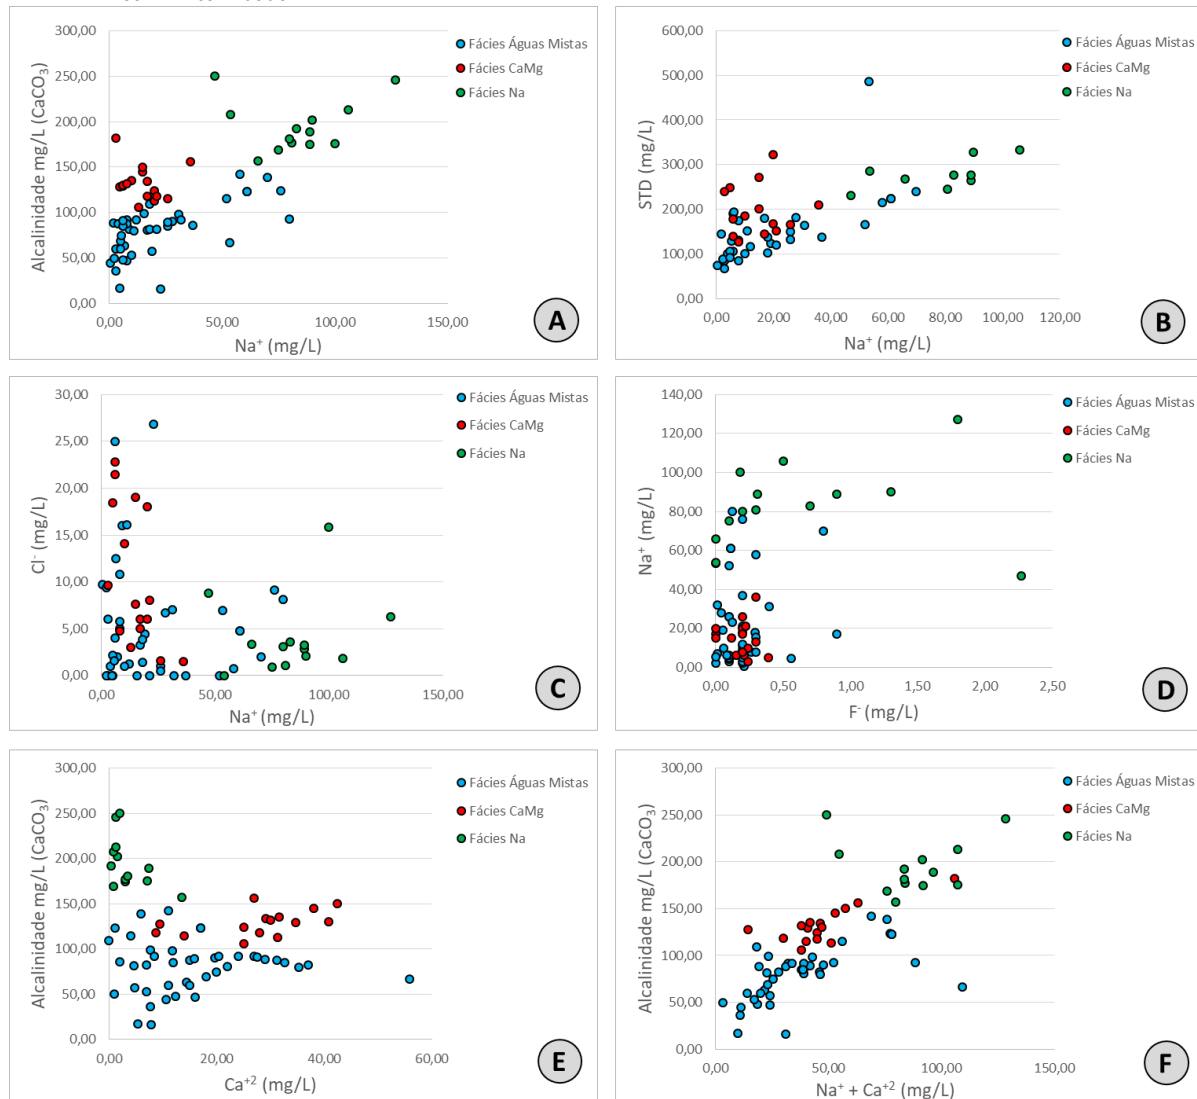 Alcalinidade mg/L (CaCO₃)
300,00
250,00
200,00
150,00
100,00
50,00
0,00
0,00 50,00 100,00 150,00
Na⁺ (mg/L)
Fácies Águas Mistas
Fácies CaMg
Fácies Na
A
STD (mg/L)
600,00
500,00
400,00
300,00
200,00
100,00
0,00
0,00 20,00 40,00 60,00 80,00 100,00 120,00
Na⁺ (mg/L)
Fácies Águas Mistas
Fácies CaMg
Fácies Na
B
Cl⁻ (mg/L)
30,00
25,00
20,00
15,00
10,00
5,00
0,00
0,00 50,00 100,00 150,00
Na⁺ (mg/L)
Fácies Águas Mistas
Fácies CaMg
Fácies Na
C
Na⁺ (mg/L)
140,00
120,00
100,00
80,00
60,00
40,00
20,00
0,00
0,00 0,50 1,00 1,50 2,00 2,50
F⁻ (mg/L)
Fácies Águas Mistas
Fácies CaMg
Fácies Na
D
Alcalinidade mg/L (CaCO₃)
300,00
250,00
200,00
150,00
100,00
50,00
0,00
0,00 20,00 40,00 60,00
Ca⁺² (mg/L)
Fácies Águas Mistas
Fácies CaMg
Fácies Na
E
Alcalinidade mg/L (CaCO₃)
300,00
250,00
200,00
150,00
100,00
50,00
0,00
0,00 50,00 100,00 150,00
Na⁺ + Ca⁺² (mg/L)
Fácies Águas Mistas
Fácies CaMg
Fácies Na
F